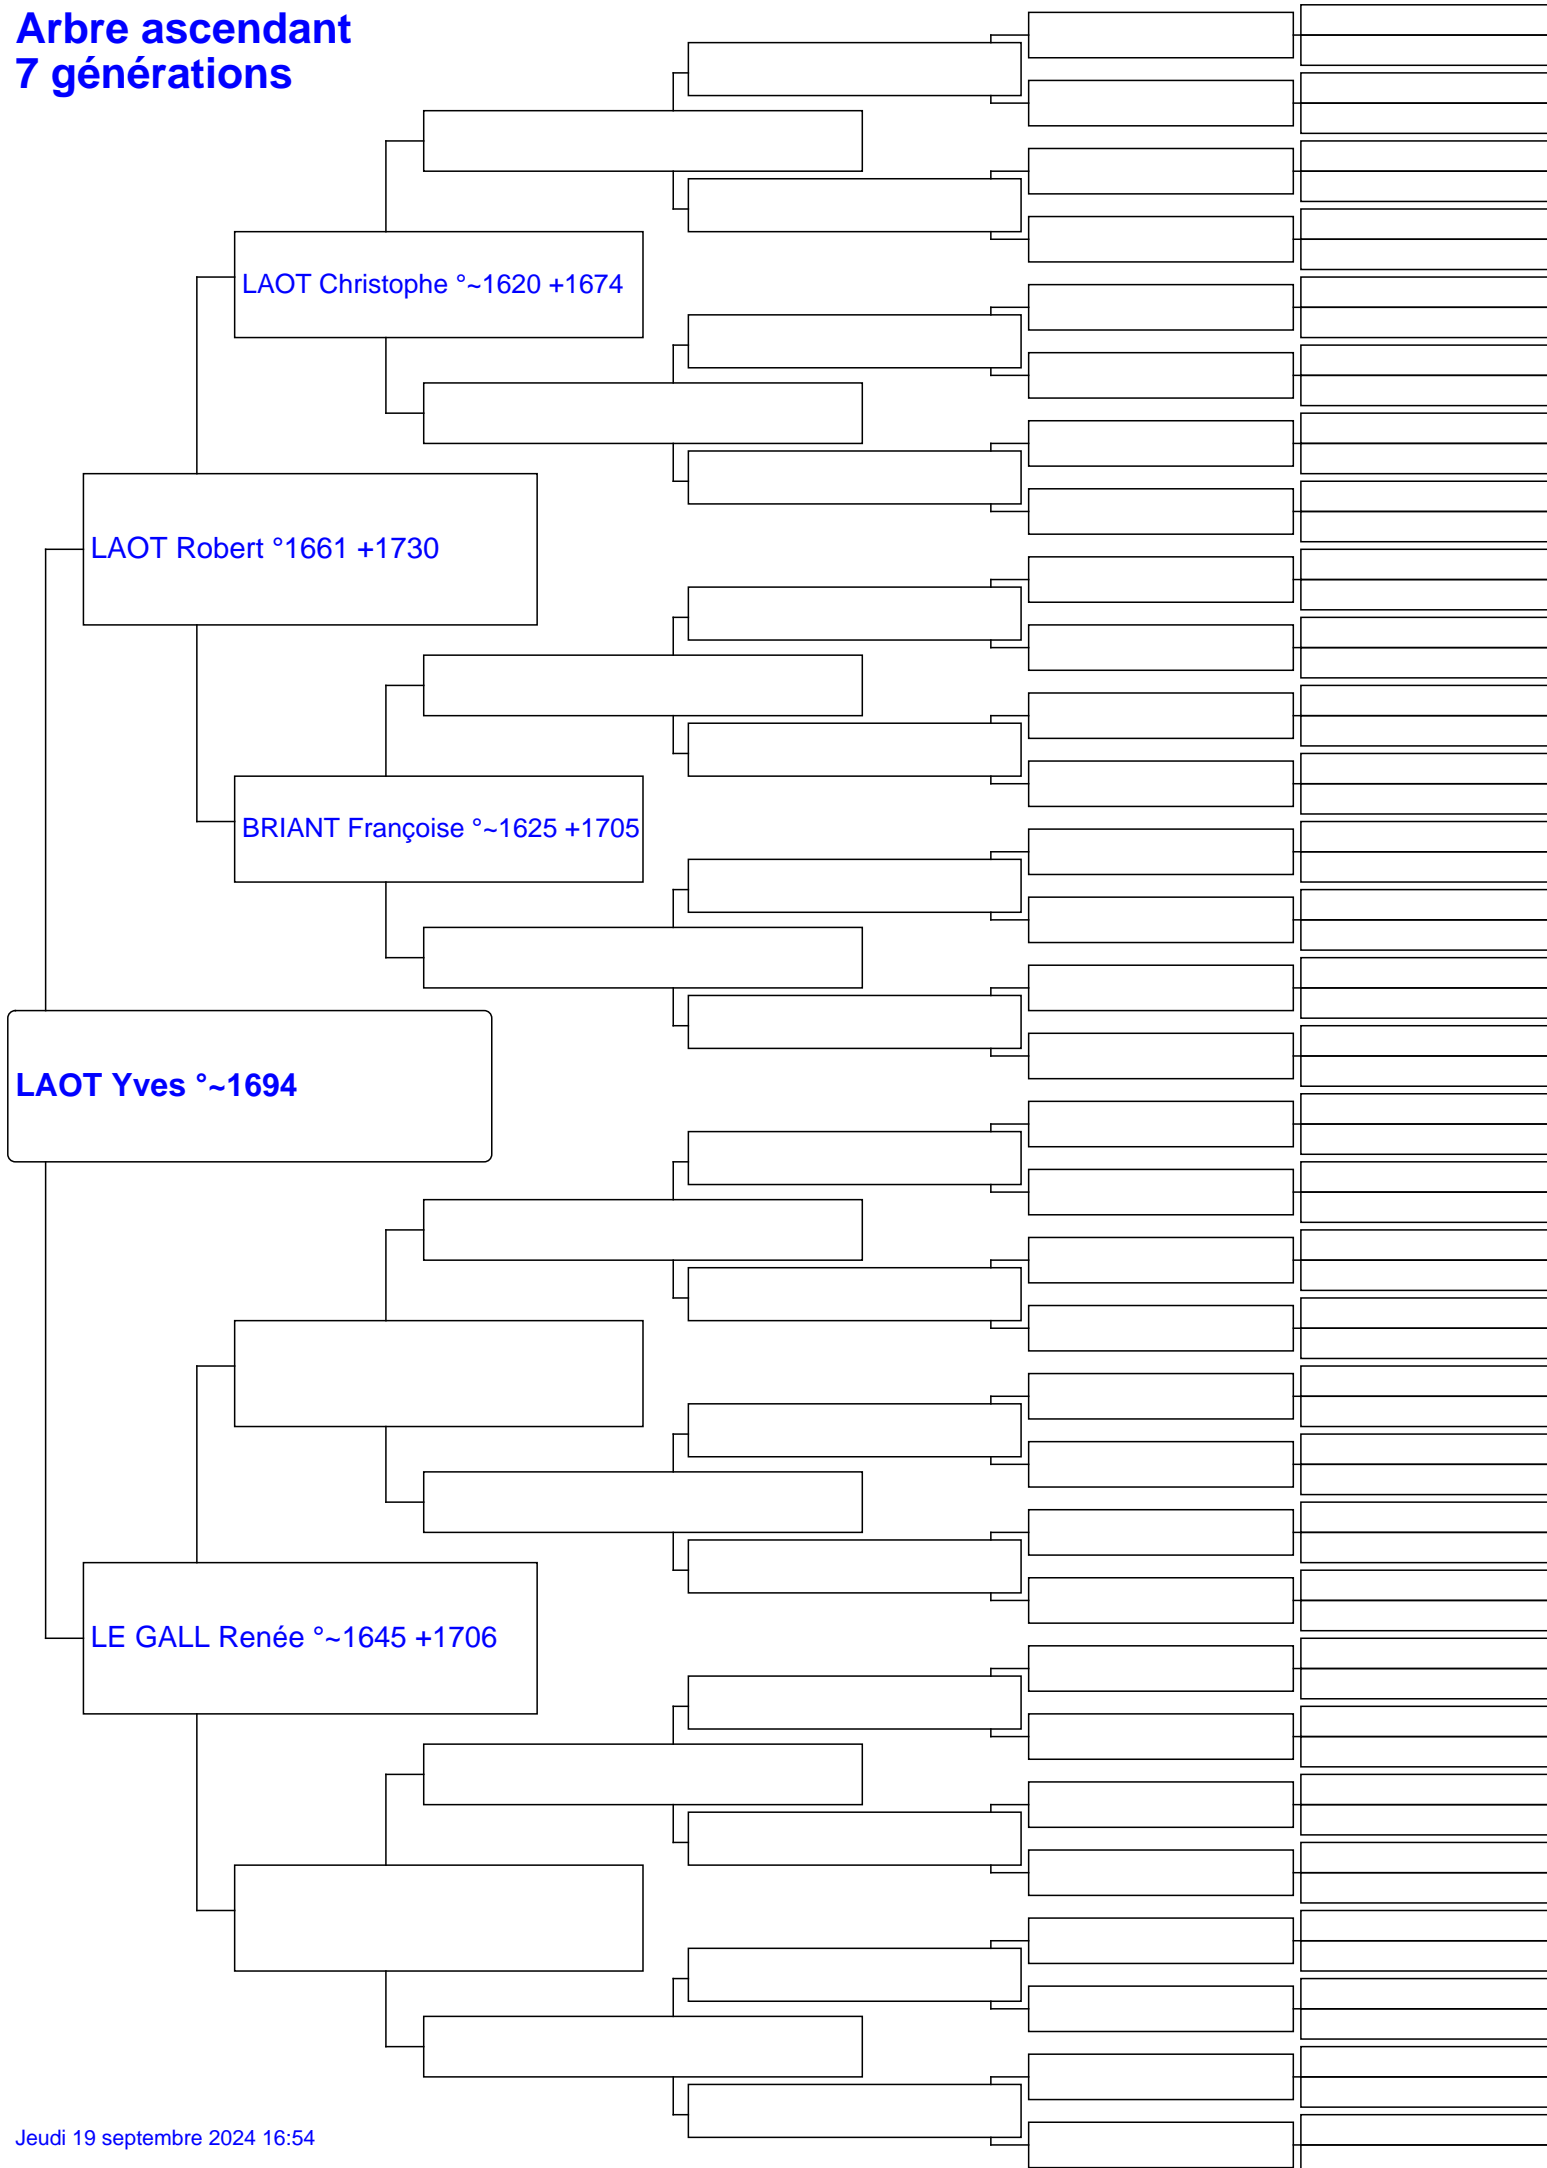 Arbre ascendant
7 générations
LAOT Christophe °~1620 +1674
LAOT Robert °1661 +1730
BRIANT Françoise °~1625 +1705
LAOT Yves °~1694
LE GALL Renée °~1645 +1706
Jeudi 19 septembre 2024 16:54